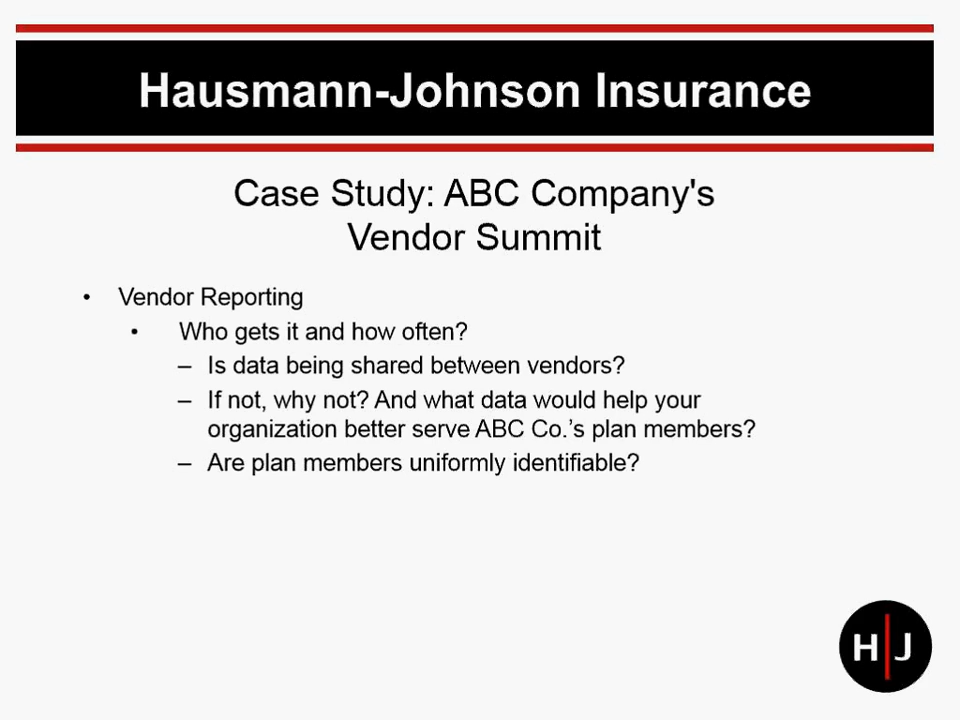 Hausmann-Johnson Insurance
Case Study: ABC Company's
Vendor Summit
• Vendor Reporting
• Who gets it and how often?
– Is data being shared between vendors?
– If not, why not? And what data would help your
organization better serve ABC Co.’s plan members?
– Are plan members uniformly identifiable?
H|J